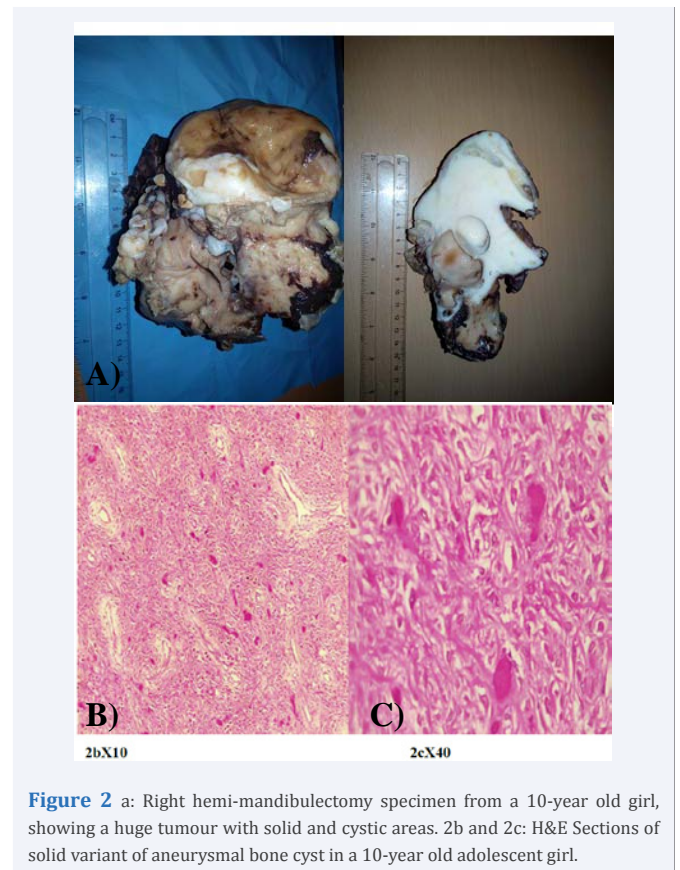 A)
B) C)
2bX10 2cX40
Figure 2 a: Right hemi-mandibulectomy specimen from a 10-year old girl,
showing a huge tumour with solid and cystic areas. 2b and 2c: H&E Sections of
solid variant of aneurysmal bone cyst in a 10-year old adolescent girl.